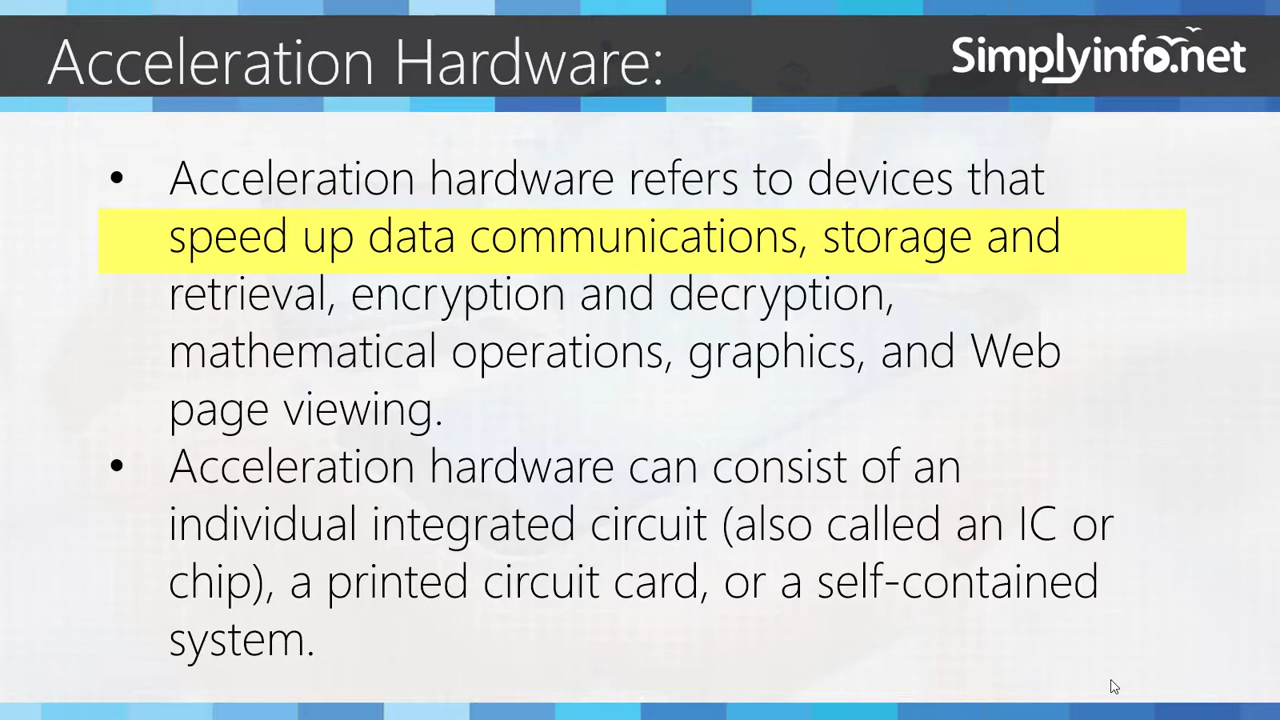 Acceleration Hardware:
Simplyinfo.net
• Acceleration hardware refers to devices that
speed up data communications, storage and
retrieval, encryption and decryption,
mathematical operations, graphics, and Web
page viewing.
• Acceleration hardware can consist of an
individual integrated circuit (also called an IC or
chip), a printed circuit card, or a self-contained
system.